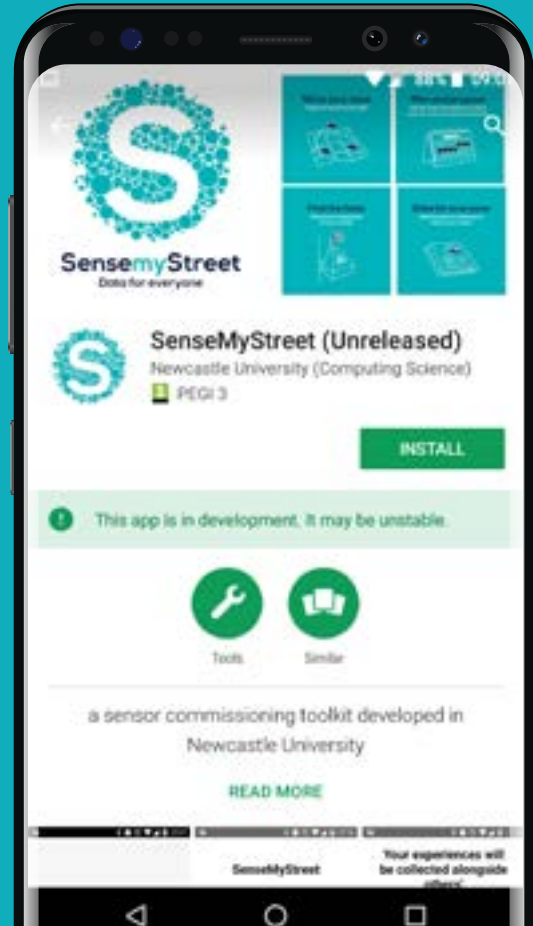 88%
SensemyStreet
Data for everyone
SenseMyStreet (Unreleased)
Newcastle University (Computing Science)
PEGI 3
INSTALL
This app is in development. It may be unstable.
Tools
Similar
a sensor commissioning toolkit developed in
Newcastle University
READ MORE
SenseMyStreet
Your experiences will
be collected alongside
others'